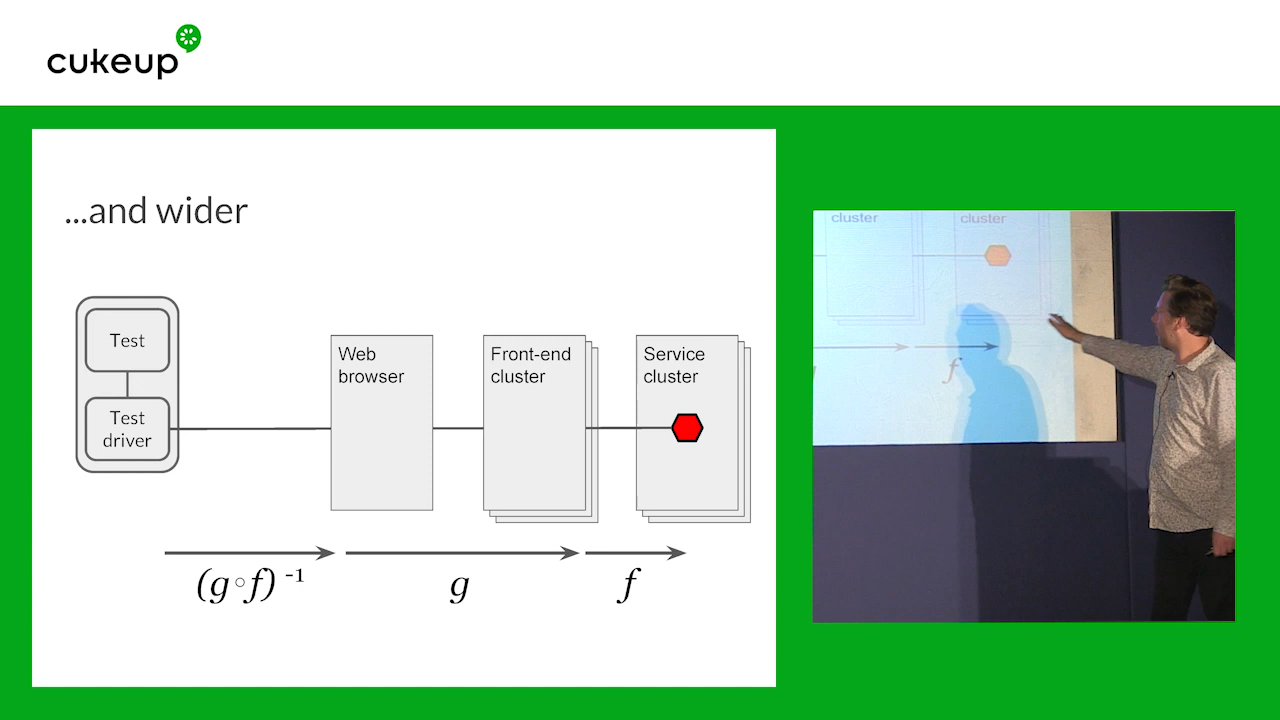 cukeup
...and wider
Test
Test
driver
Web
browser
Front-end
cluster
Service
cluster
(g∘f) -1
g
f
cluster
cluster
f